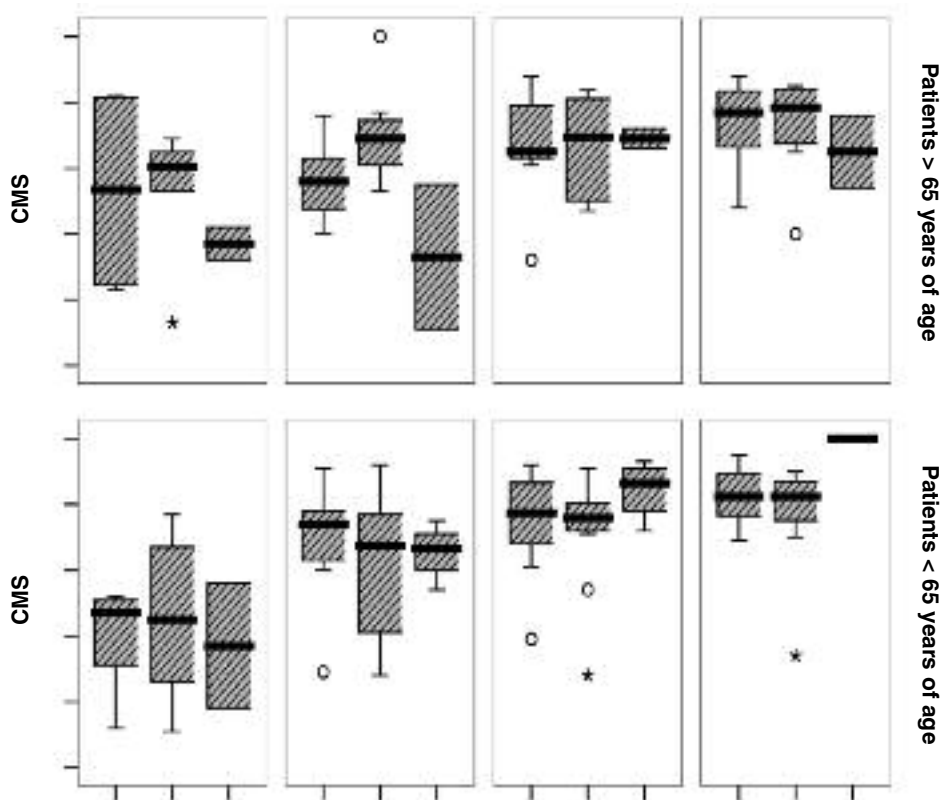 CMS
Patients > 65 years of age
CMS
Patients < 65 years of age